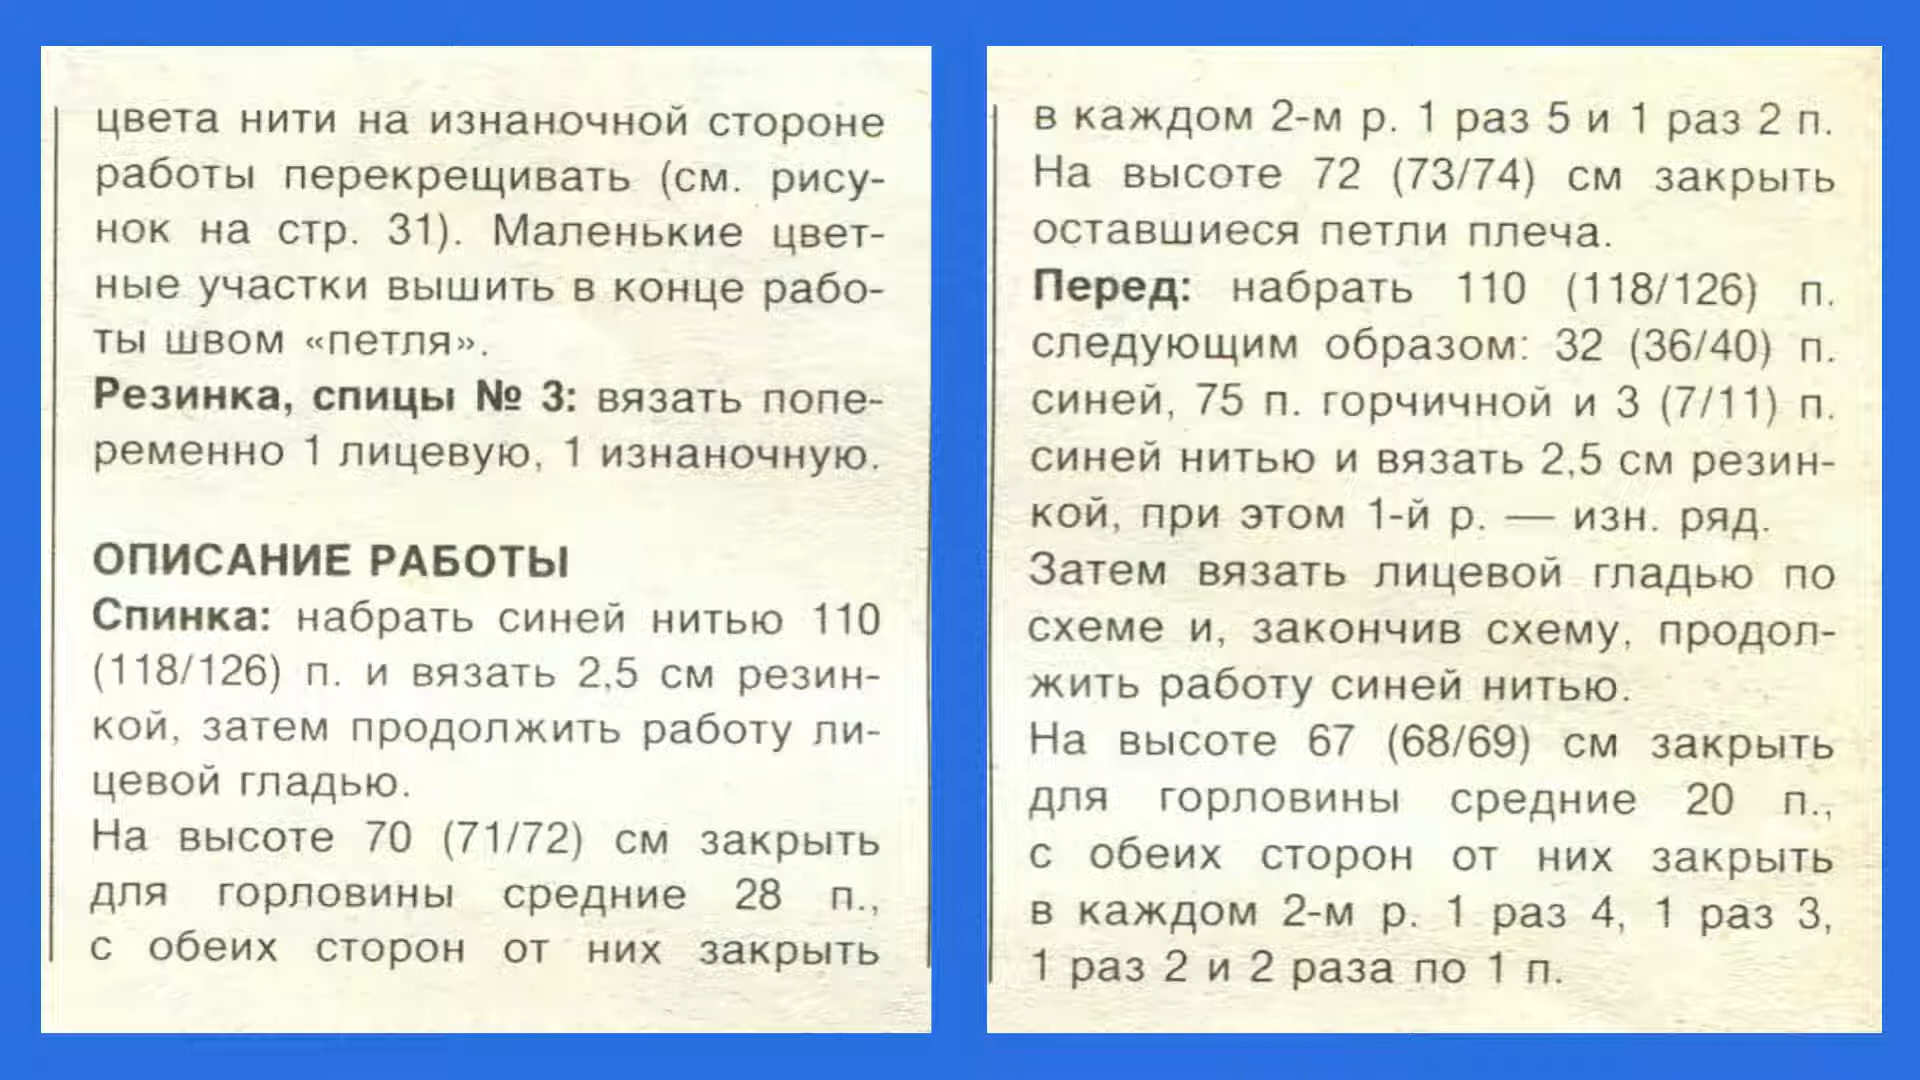 цвета нити на изнаночной стороне
работы перекрещивать (см. рису-
нок на стр. 31). Маленькие цвет-
ные участки вышить в конце рабо-
ты швом «петля».
Резинка, спицы № 3: вязать попе-
ременно 1 лицевую, 1 изнаночную.
ОПИСАНИЕ РАБОТЫ
Спинка: набрать синей нитью 110
(118/126) п. и вязать 2,5 см резин-
кой, затем продолжить работу ли-
цевой гладью.
На высоте 70 (71/72) см закрыть
для горловины средние 28 п.,
с обеих сторон от них закрыть
в каждом 2-м р. 1 раз 5 и 1 раз 2 п.
На высоте 72 (73/74) см закрыть
оставшиеся петли плеча.
Перед: набрать 110 (118/126) п.
следующим образом: 32 (36/40) п.
синей, 75 п. горчичной и 3 (7/11) п.
синей нитью и вязать 2,5 см резин-
кой, при этом 1-й р. — изн. ряд.
Затем вязать лицевой гладью по
схеме и, закончив схему, продол-
жить работу синей нитью.
На высоте 67 (68/69) см закрыть
для горловины средние 20 п.,
с обеих сторон от них закрыть
в каждом 2-м р. 1 раз 4, 1 раз 3,
1 раз 2 и 2 раза по 1 п.